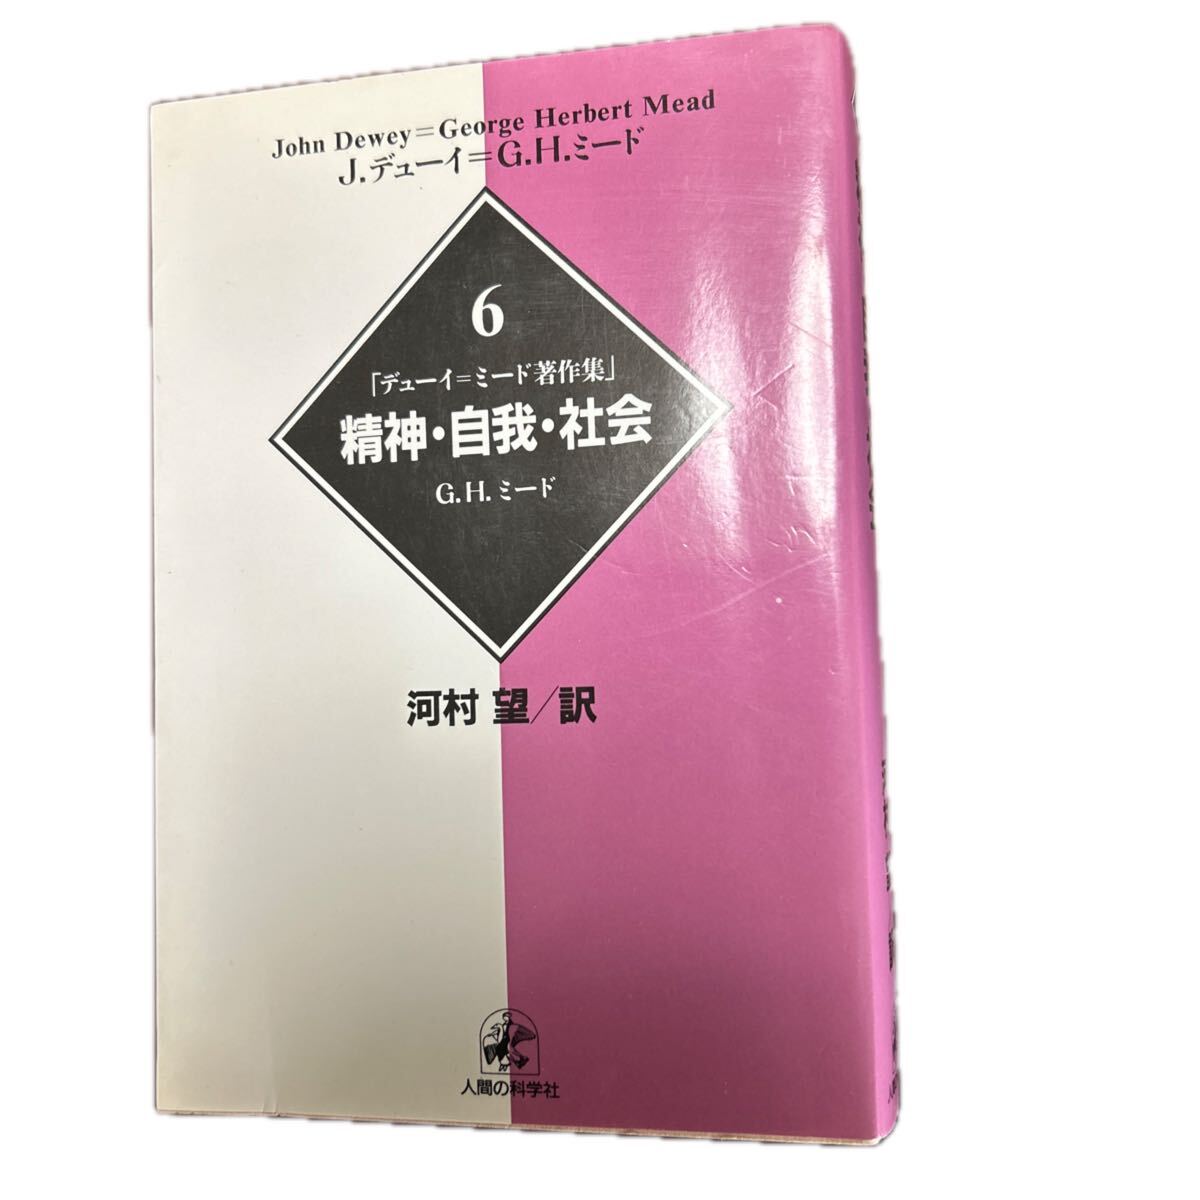 John Dewey=George Herbert Mead
J.デューイ=G.H.ミード
6
「デューイ=ミード著作集」
精神・自我・社会
G.H.ミード
河村 望/訳
人間の科学社